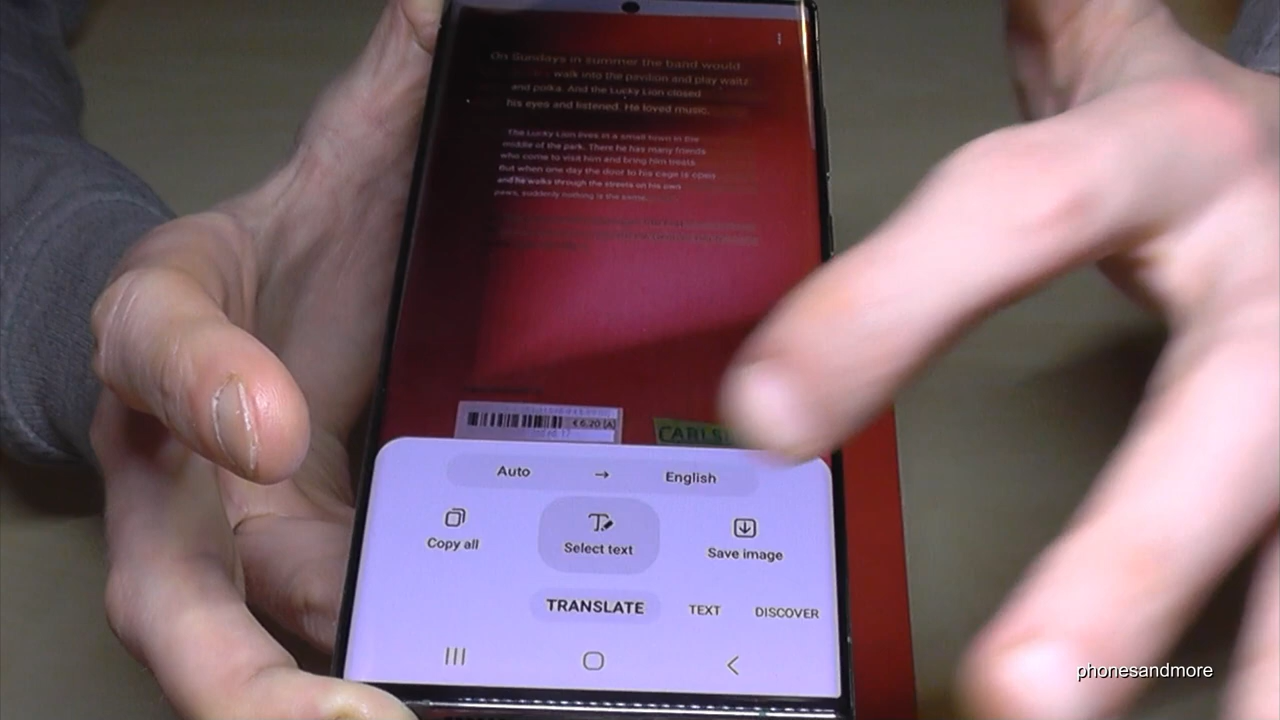 On Sundays in summer the band would
walk into the pavilion and play waltz
and polka. And the Lucky Lion closed
his eyes and listened. He loved music.
The Lucky Lion lives in a small town in the
middle of the park. There he has many friends
who come to visit him and bring him treats
But when one day the door to his cage is open
and he walks through the streets on his own
paws, suddenly nothing is the same.
€ 6.20 [A]
Auto → English
Copy all
Select text
Save image
TRANSLATE
TEXT
DISCOVER
phonesandmore